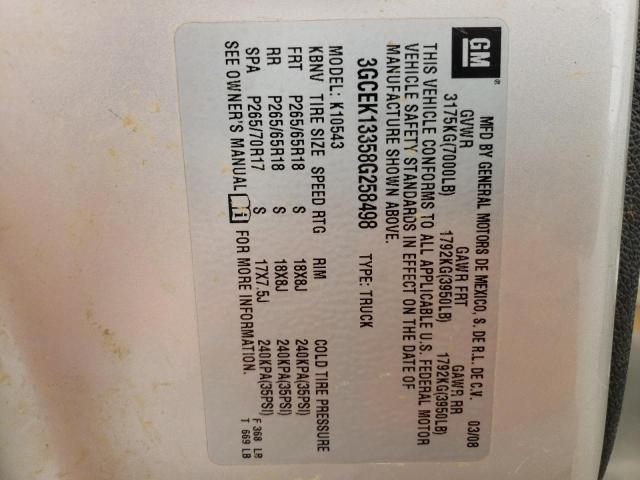 GM
MFD BY GENERAL MOTORS DE MEXICO, S. DE R.L. DE C.V. 03/08
GVWR GAWR FRT GAWR RR
3175KG(7000LB) 1792KG(3950LB) 1792KG(3950LB)
THIS VEHICLE CONFORMS TO ALL APPLICABLE U.S. FEDERAL MOTOR
VEHICLE SAFETY STANDARDS IN EFFECT ON THE DATE OF
MANUFACTURE SHOWN ABOVE.
3GCEK13358G258498 TYPE: TRUCK
MODEL: K10543
KBNV TIRE SIZE SPEED RTG RIM COLD TIRE PRESSURE
FRT P265/65R18 S 18X8J 240KPA(35PSI)
RR P265/65R18 S 18X8J 240KPA(35PSI)
SPA P265/70R17 S 17X7.5J 240KPA(35PSI)
SEE OWNER'S MANUAL FOR MORE INFORMATION.
F 368 LB
T 669 LB